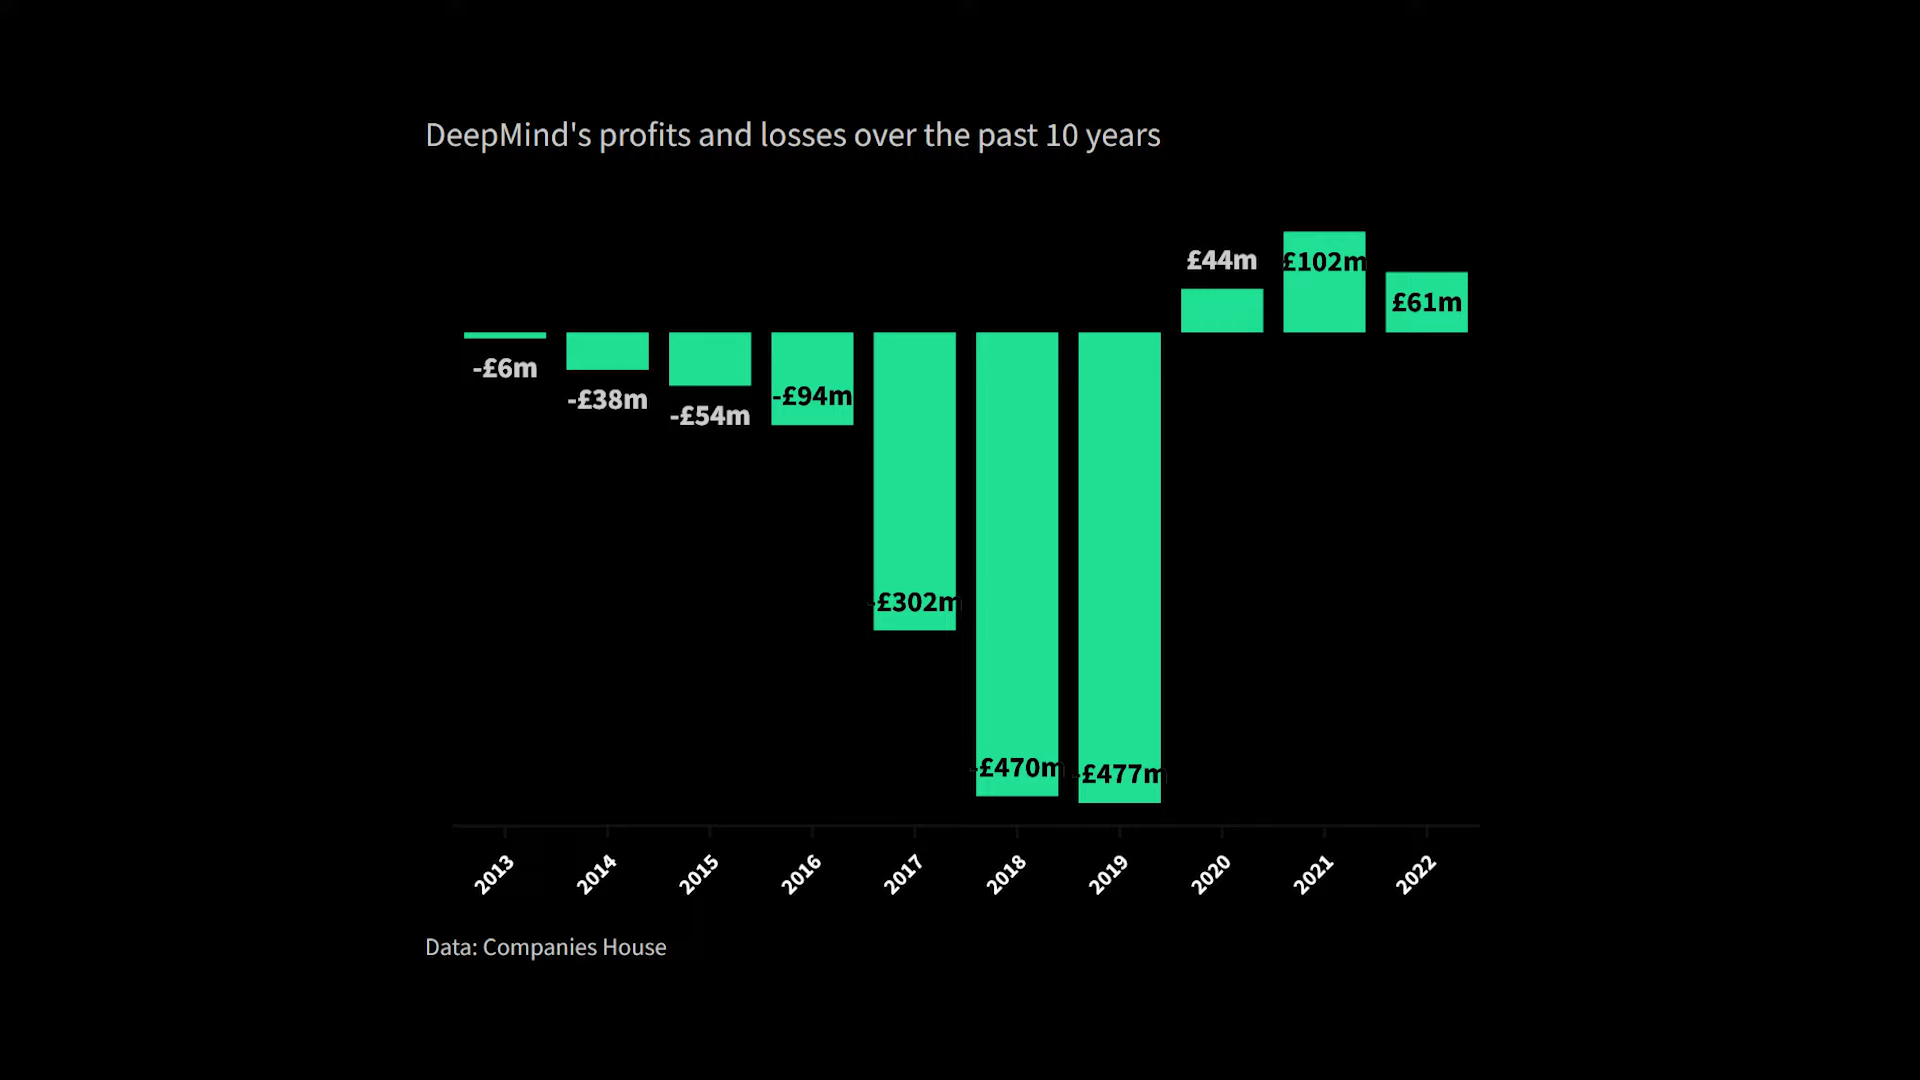 DeepMind's profits and losses over the past 10 years
-£6m
-£38m
-£54m
-£94m
-£302m
-£470m
-£477m
£44m
£102m
£61m
2013
2014
2015
2016
2017
2018
2019
2020
2021
2022
Data: Companies House